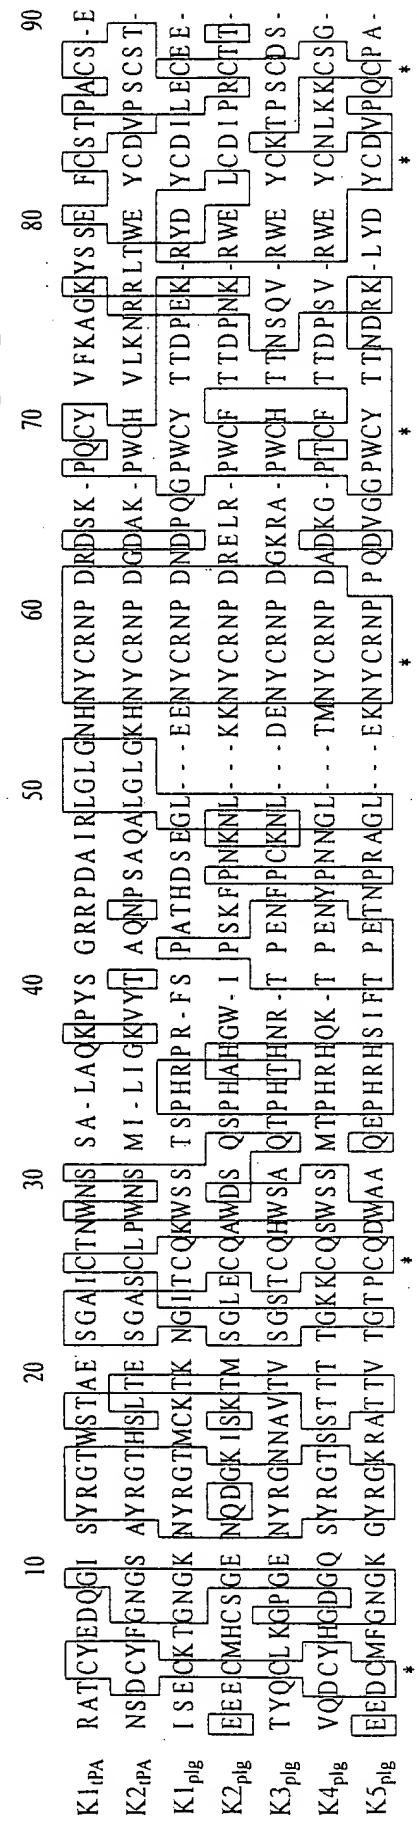 10 20 30 40 50 60 70 80 90
K1tPA RATCYEDQGI SYRGTWSTAE SGAICTNWNS SA-LAQKPYS GRRPDAIRLGLGNHNYCRNP DRDSK-PQCY VFKAGKYSSE FCSTPACS-E
K2tPA NSDCYFGNGS AYRGTHSLTE SGASCLPWNS MI-LIGKVYT AQNPSAQALGLGKHNYCRNP DGDAK-PWCH VLKNRRLTWE YCDVPSCST-
K1plg ISECKTGNGK NYRGTMCKTK NGITCQKWSS TSPHRPR-FS PATHDSEGL---EENYCRNP DNDPQGPWCY TTDPEK-RYD YCDILECEE-
K2plg EEECMHCSGE NQDGKISKTM SGLECQAWDS QSPHAHGW-I PSKFPNKNL---KKNYCRNP DRELR-PWCF TTDPNK-RWE LCDIPRCTT-
K3plg TYQCLKGPGE NYRGNNAVTV SGSTCQHWSA QTPHTHNR-T PENFPCKNL---DENYCRNP DGKRA-PWCH TTNSQV-RWE YCKTPSCDS-
K4plg VQDCYHGDGQ SYRGTSSTTT TGKKCQSWSS MTPHRHQK-T PENYPNNGL---TMNYCRNP DADKG-PTCF TTDPSV-RWE YCNLKKCSG-
K5plg EEDCMFGNGK GYRGKRATTV TGTPCQDWAA QEPHRHSIFT PETNPRAGL---EKNYCRNP PQDVGGPWCY TTNDRK-LYD YCDVPQCPA-
* * * * * *